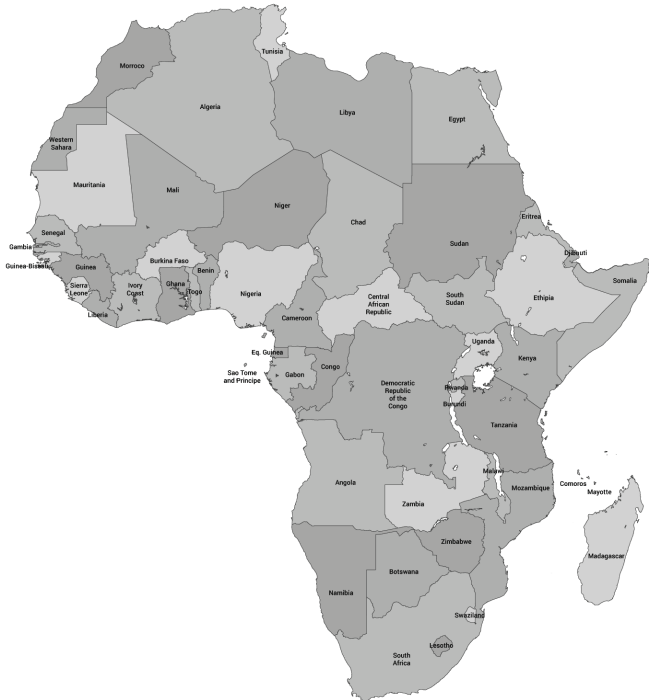 Tunisia
Morroco
Algeria
Libya
Egypt
Western
Sahara
Mauritania
Mali
Niger
Chad
Sudan
Eritrea
Senegal
Gambia
Guinea-Bissau
Guinea
Burkina Faso
Benin
Djibuti
Somalia
Sierra
Leone
Ivory
Coast
Ghana
Togo
Nigeria
Central
African
Republic
South
Sudan
Ethipia
Liberia
Cameroon
Uganda
Kenya
Eq. Guinea
Congo
Sao Tome
and Principe
Gabon
Democratic
Republic
of the
Congo
Rwanda
Burundi
Tanzania
Angola
Malawi
Mozambique
Comoros
Mayotte
Zambia
Zimbabwe
Madagascar
Botswana
Namibia
Swaziland
Lesotho
South
Africa